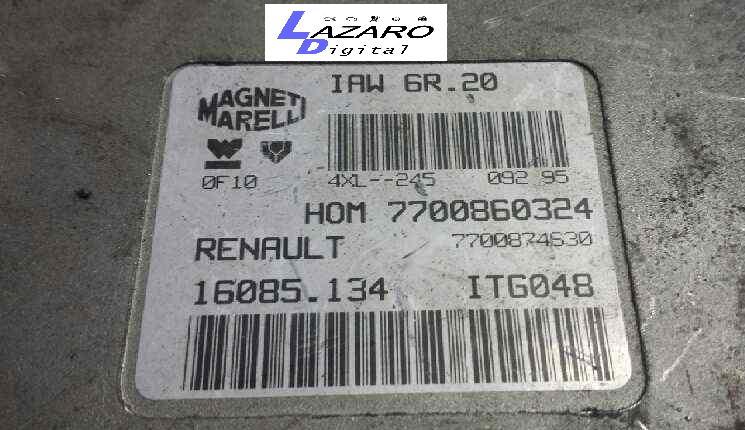 LAZARO
Digital
IAW 6R.20
MAGNETI
MARELLI
0F10
4XL--245 092 95
HOM 7700860324
RENAULT
7700874630
16085.134 ITG048